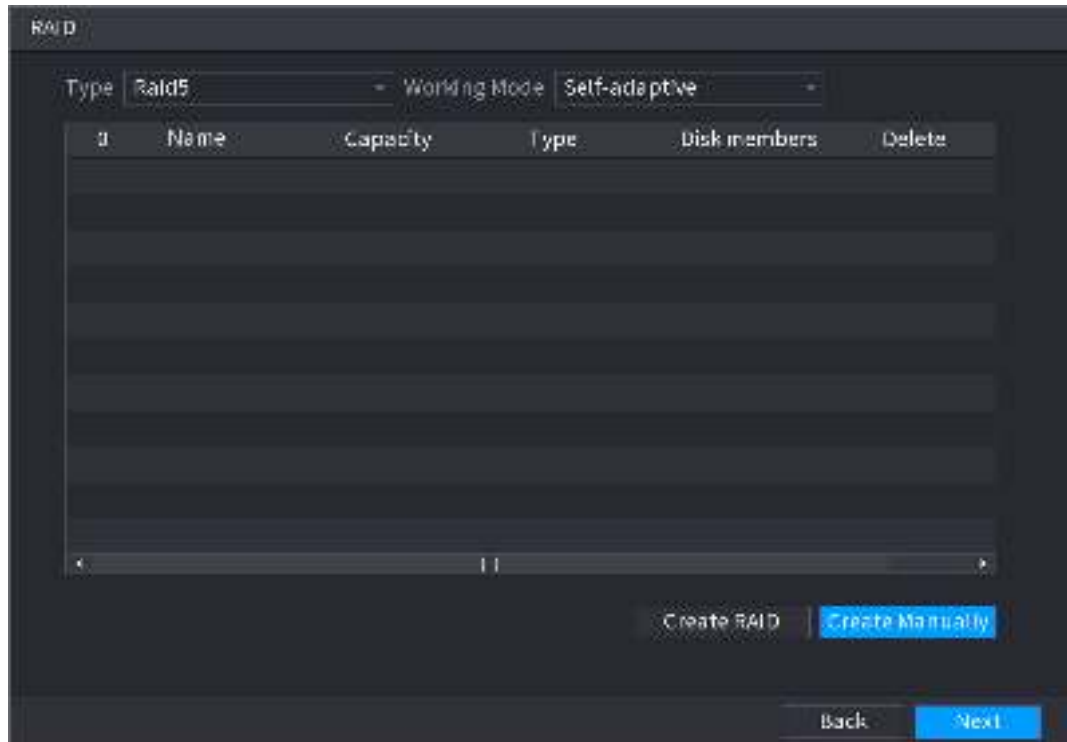 RAID
Type Raid5 Working Mode Self-adaptive
0 Name Capacity Type Disk members Delete
Create RAID Create Manually
Back Next